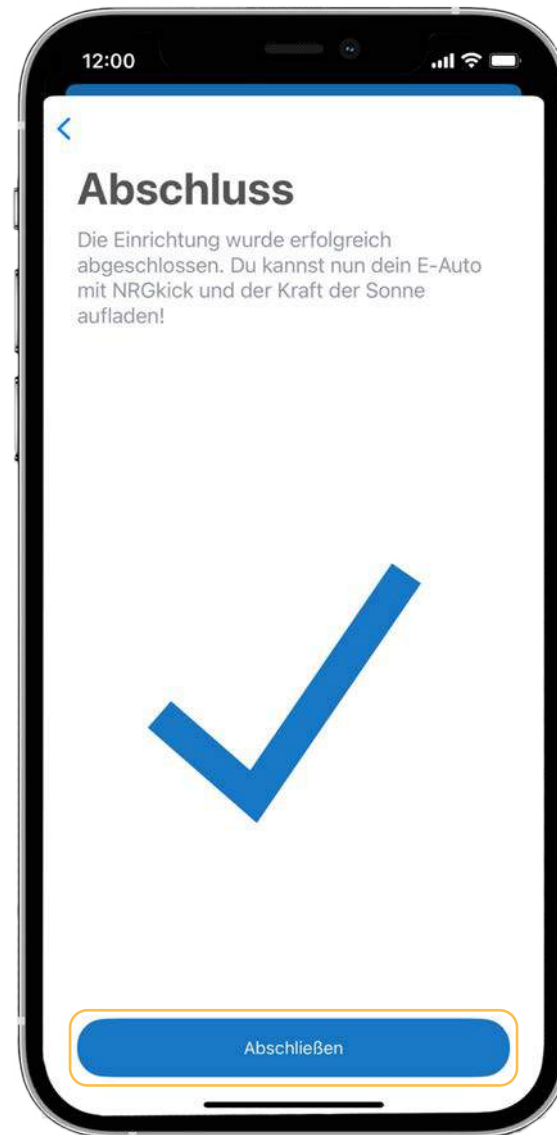 12:00
Abschluss
Die Einrichtung wurde erfolgreich
abgeschlossen. Du kannst nun dein E-Auto
mit NRGkick und der Kraft der Sonne
aufladen!
Abschließen